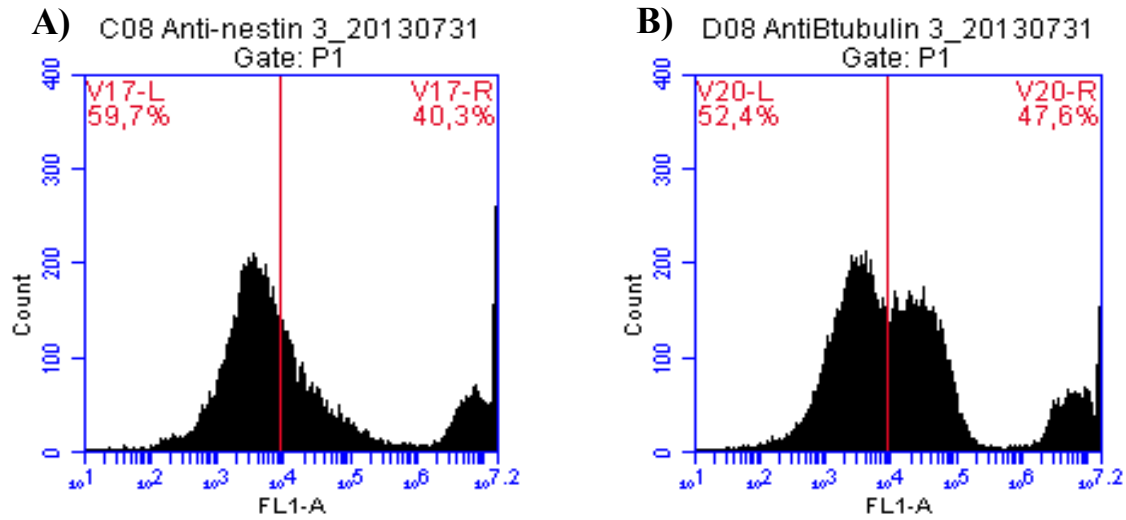 A)
C08 Anti-nestin 3_20130731
Gate: P1
400
300
200
100
0
Count
V17-L
59,7%
V17-R
40,3%
10^1 10^2 10^3 10^4 10^5 10^6 10^7.2
FL1-A
B)
D08 AntiBtubulin 3_20130731
Gate: P1
400
300
200
100
0
Count
V20-L
52,4%
V20-R
47,6%
10^1 10^2 10^3 10^4 10^5 10^6 10^7.2
FL1-A